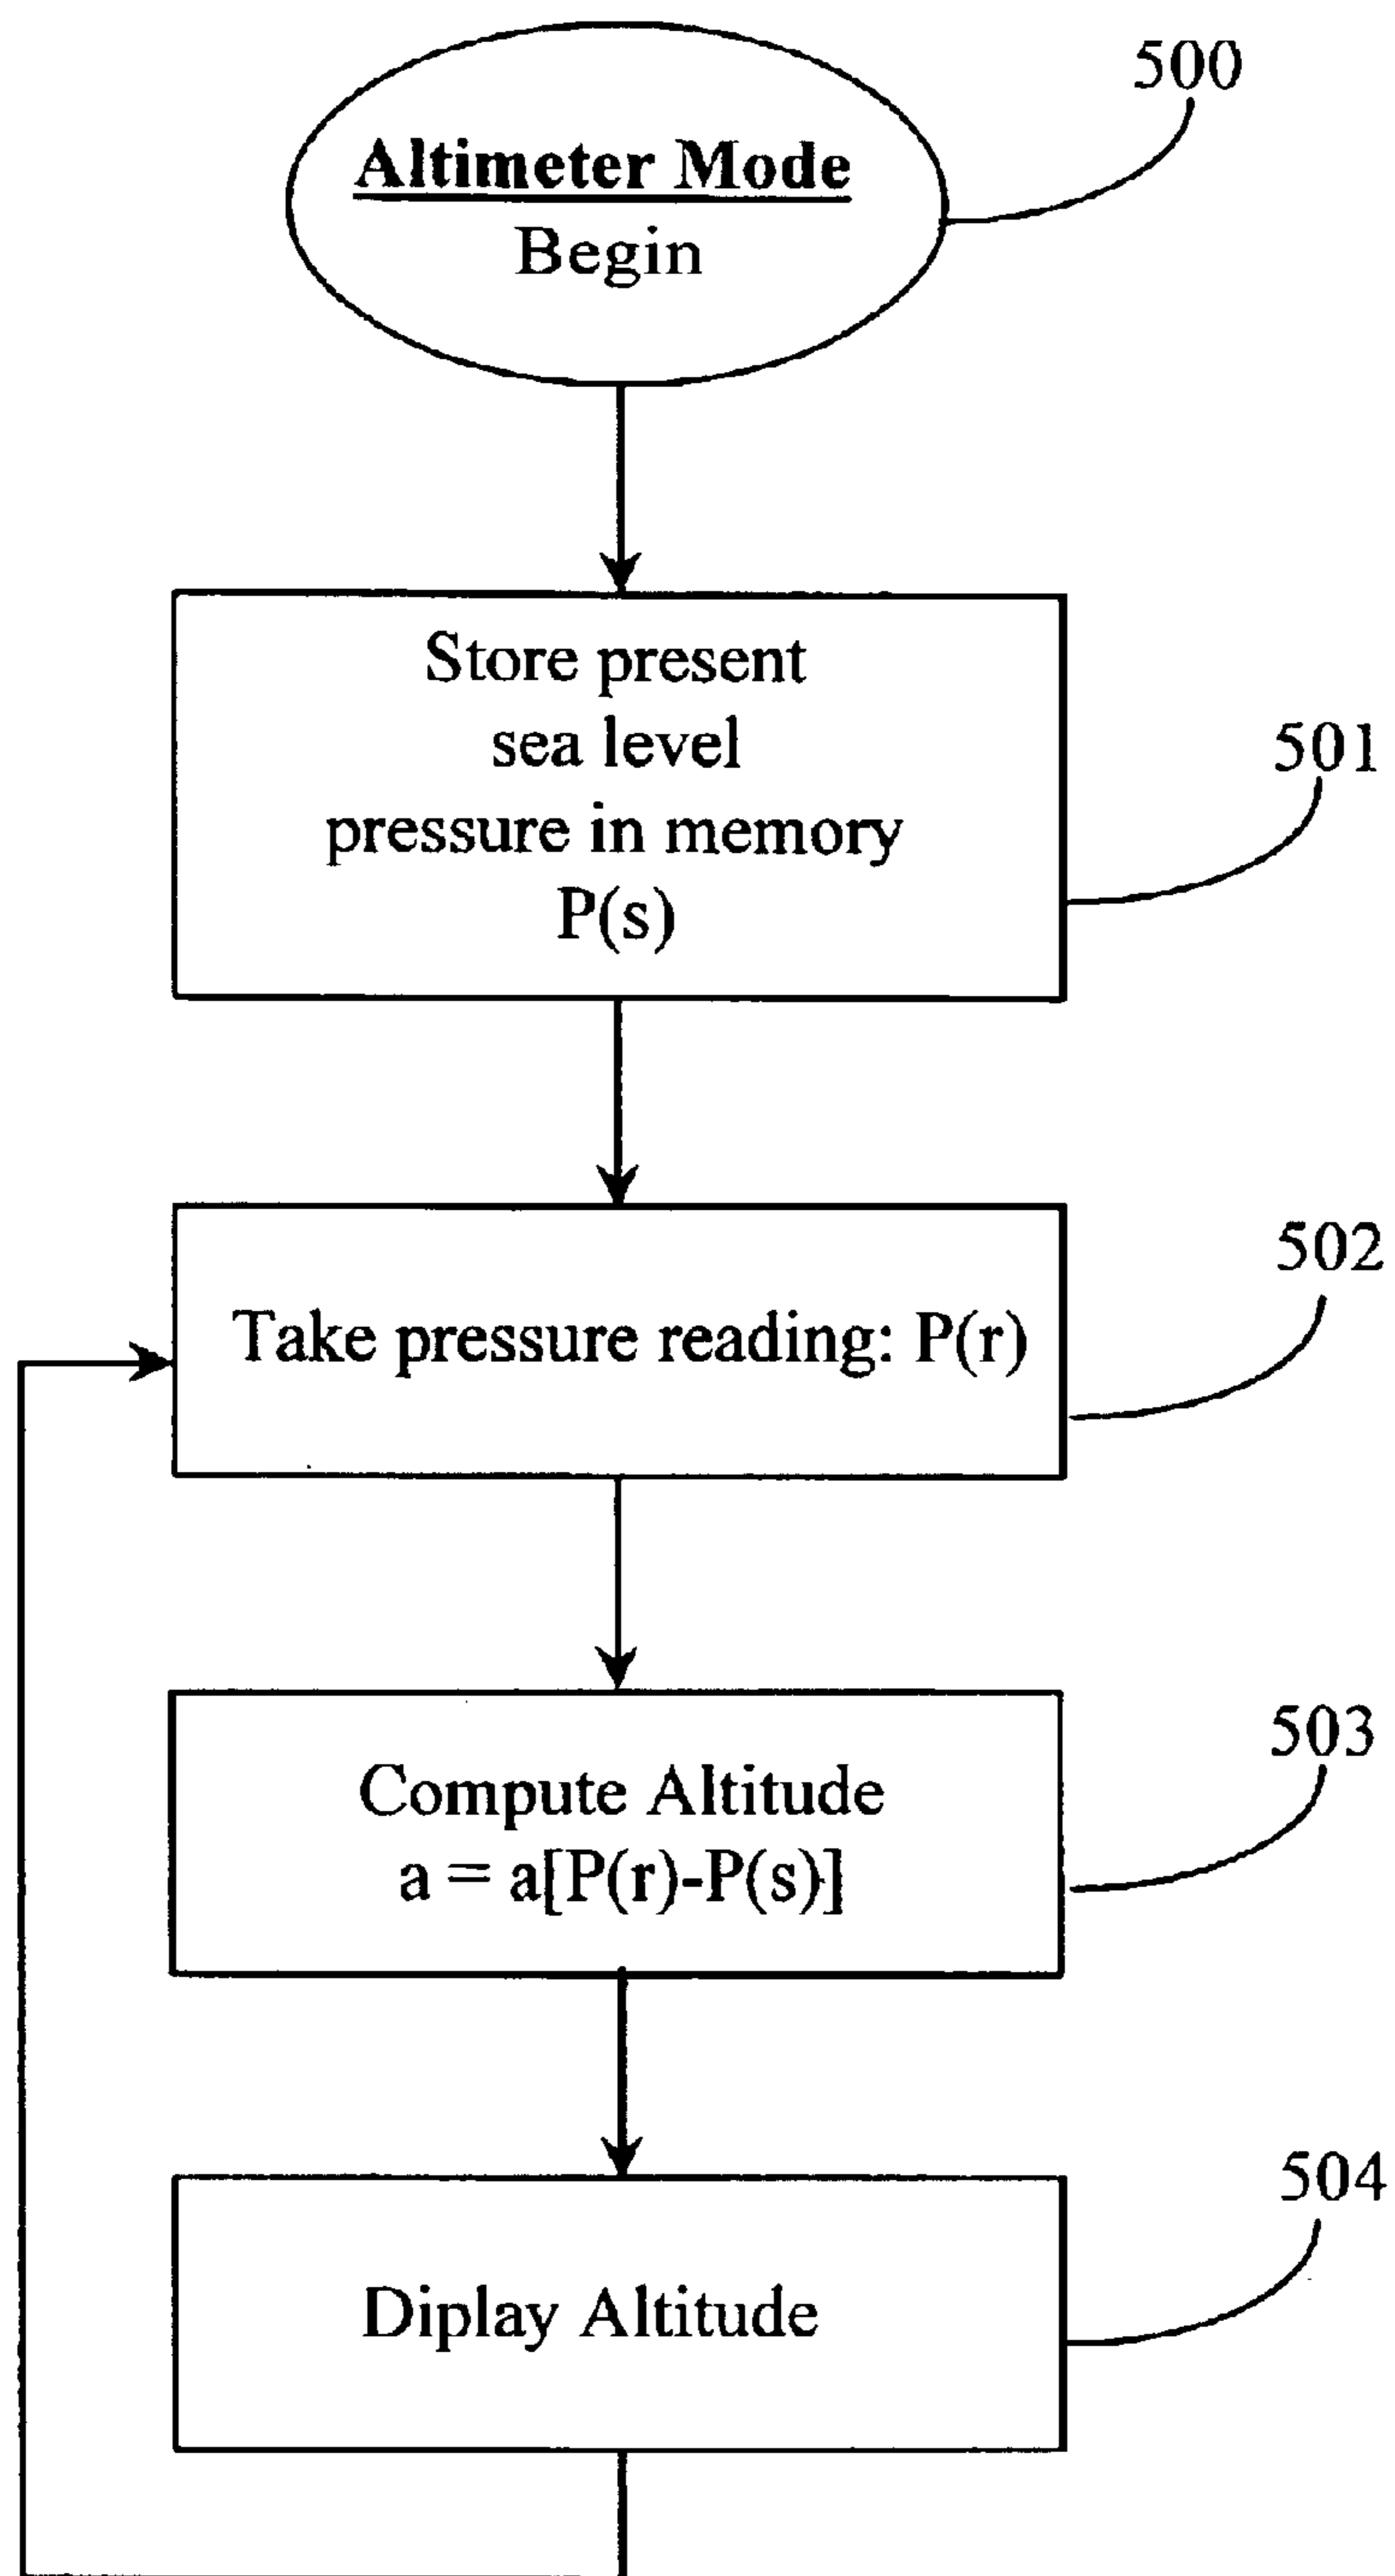 500
Altimeter Mode
Begin
Store present
sea level
501
pressure in memory
P(s)
502
Take pressure reading: P(r)
503
Compute Altitude
a = a[P(r)-P(s)]
504
Diplay Altitude